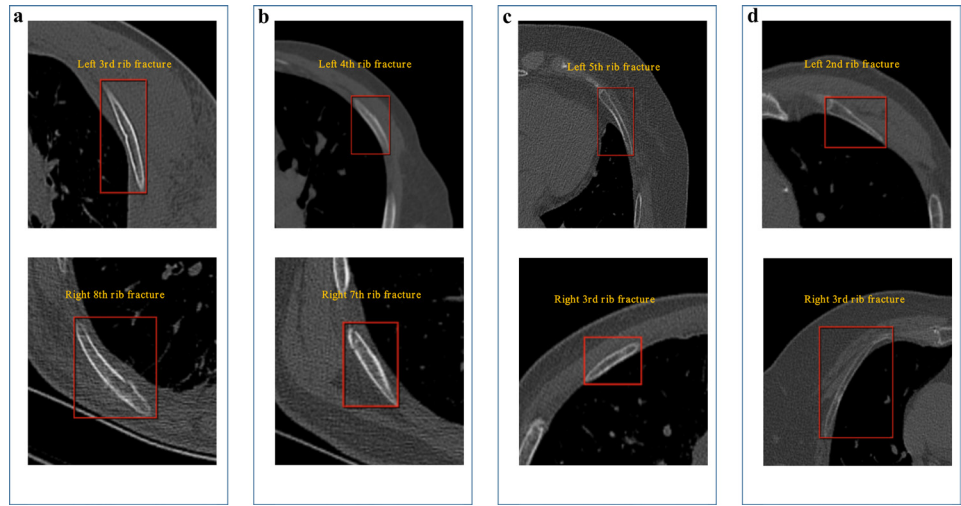 a
Left 3rd rib fracture
Right 8th rib fracture
b
Left 4th rib fracture
Right 7th rib fracture
c
Left 5th rib fracture
Right 3rd rib fracture
d
Left 2nd rib fracture
Right 3rd rib fracture